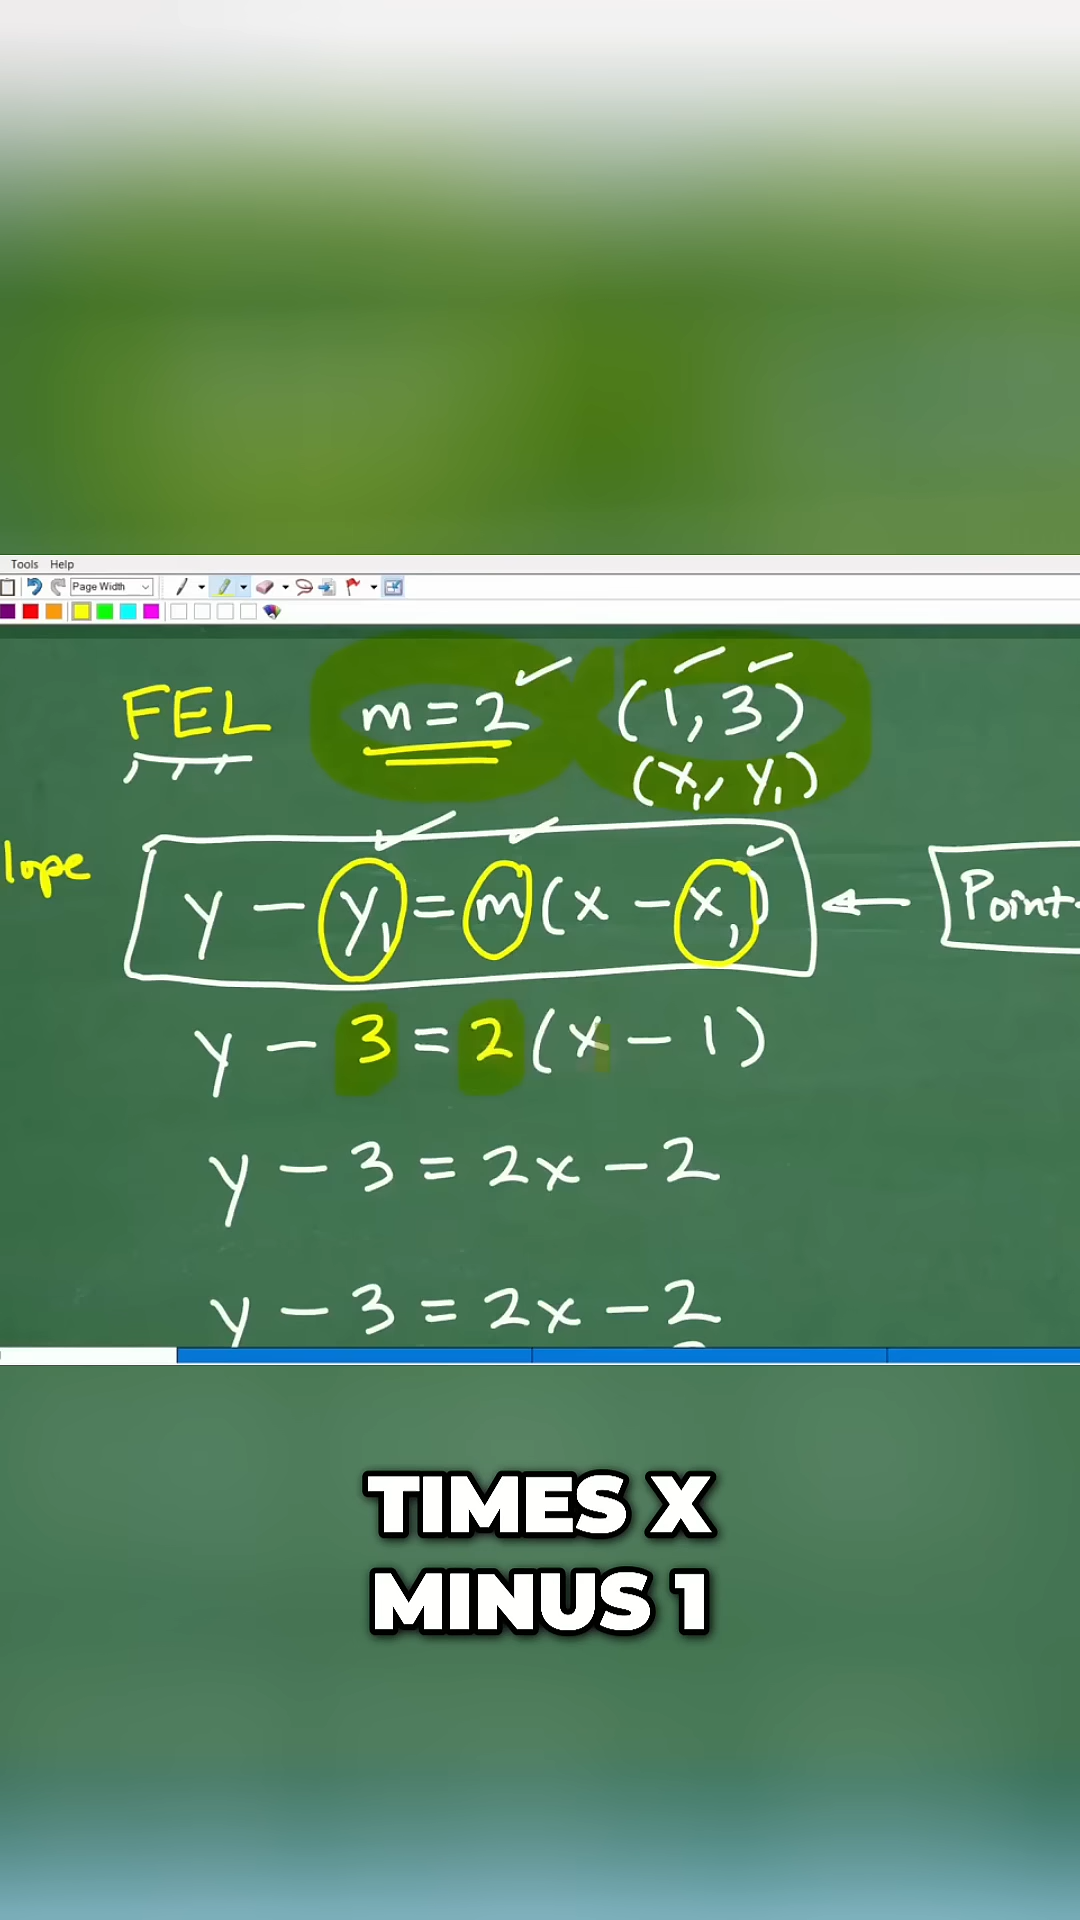 Tools Help
Page Width
FEL m = 2 (1, 3)
(x₁, y₁)
lope
y - y₁ = m(x - x₁)
Point-
y - 3 = 2(x - 1)
y - 3 = 2x - 2
y - 3 = 2x - 2
TIMES X
MINUS 1